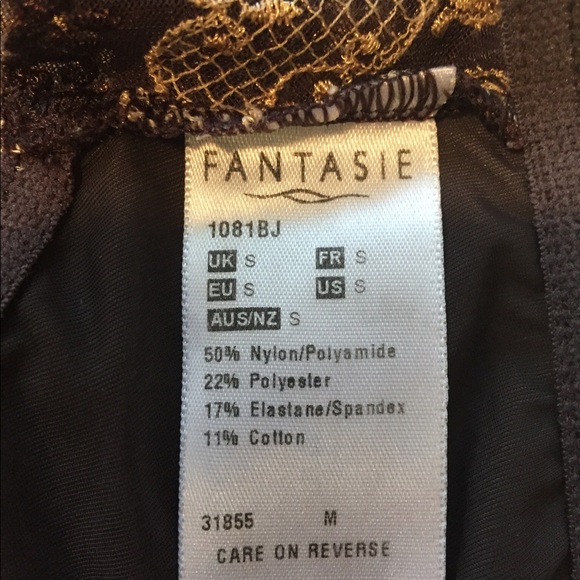 FANTASIE
1081BJ
UK S FR S
EU S US S
AUS/NZ S
50% Nylon/Polyamide
22% Polyester
17% Elastane/Spandex
11% Cotton
31855 M
CARE ON REVERSE